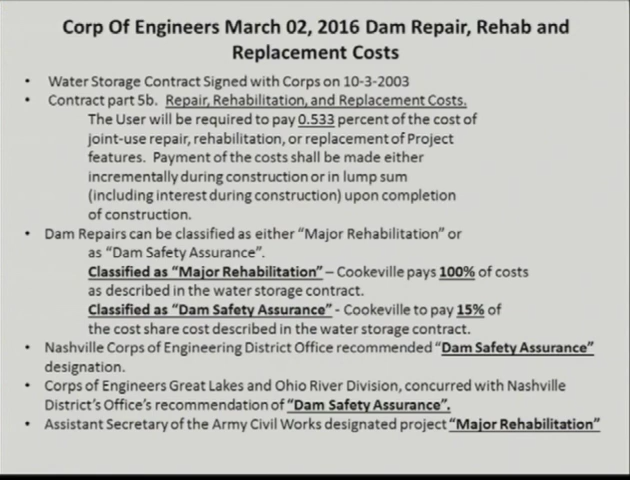 Corp Of Engineers March 02, 2016 Dam Repair, Rehab and
Replacement Costs
• Water Storage Contract Signed with Corps on 10-3-2003
• Contract part 5b. Repair, Rehabilitation, and Replacement Costs.
The User will be required to pay 0.533 percent of the cost of
joint-use repair, rehabilitation, or replacement of Project
features. Payment of the costs shall be made either
incrementally during construction or in lump sum
(including interest during construction) upon completion
of construction.
• Dam Repairs can be classified as either “Major Rehabilitation” or
as “Dam Safety Assurance”.
Classified as “Major Rehabilitation” – Cookeville pays 100% of costs
as described in the water storage contract.
Classified as “Dam Safety Assurance” - Cookeville to pay 15% of
the cost share cost described in the water storage contract.
• Nashville Corps of Engineering District Office recommended “Dam Safety Assurance”
designation.
• Corps of Engineers Great Lakes and Ohio River Division, concurred with Nashville
District’s Office’s recommendation of “Dam Safety Assurance”.
• Assistant Secretary of the Army Civil Works designated project “Major Rehabilitation”